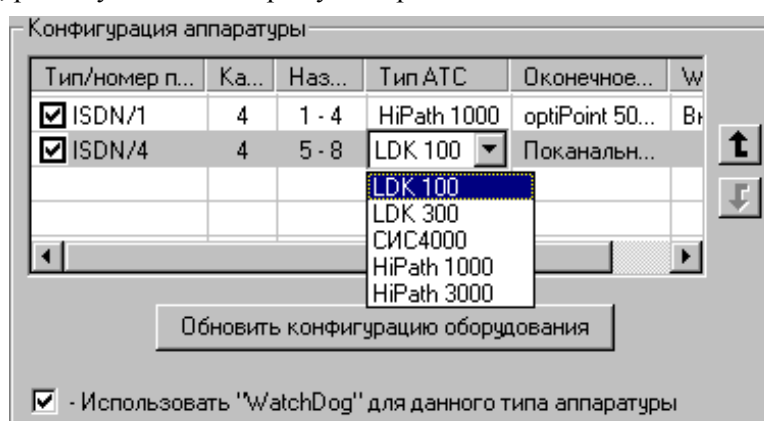 Конфигурация аппаратуры
Тип/номер п... Ка... Наз... Тип АТС Оконечное... W
ISDN/1 4 1 - 4 HiPath 1000 optiPoint 50... Вн
ISDN/4 4 5 - 8 LDK 100 Поканальн...
LDK 100
LDK 300
СИС4000
HiPath 1000
HiPath 3000
Обновить конфигурацию оборудования
- Использовать "WatchDog" для данного типа аппаратуры